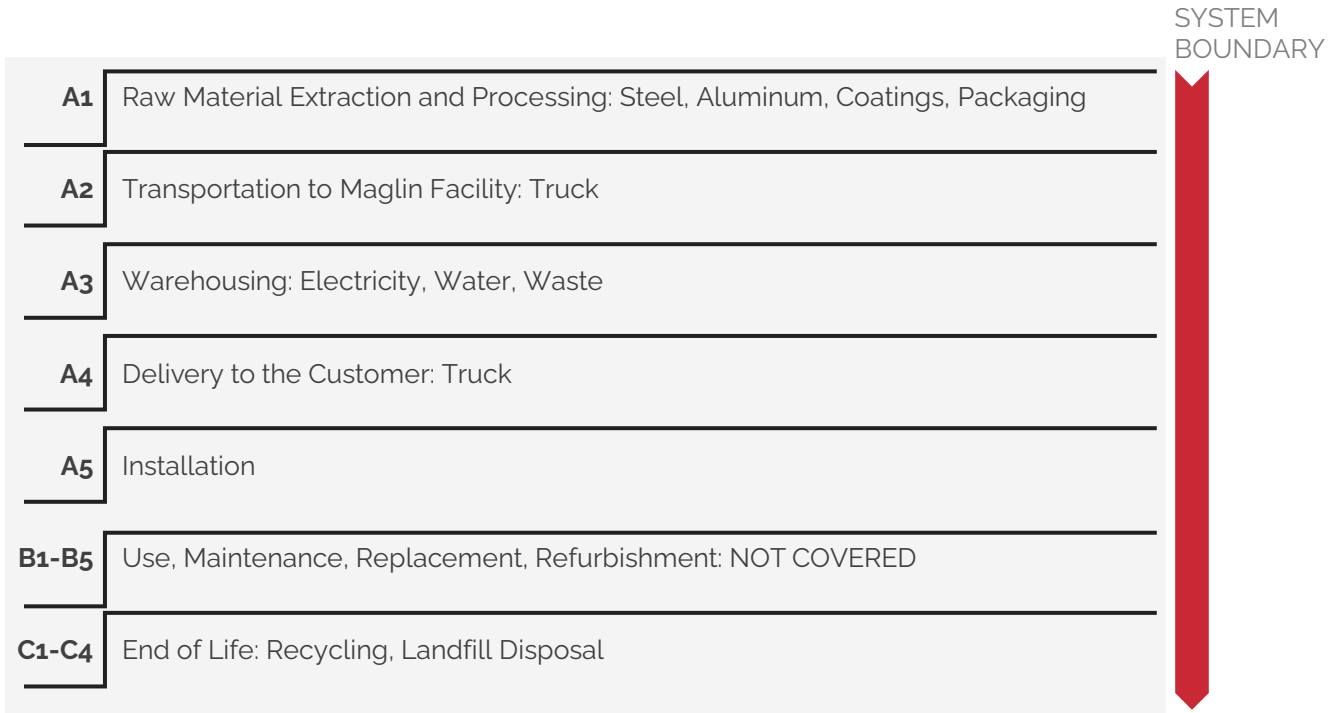 SYSTEM
BOUNDARY
A1 Raw Material Extraction and Processing: Steel, Aluminum, Coatings, Packaging
A2 Transportation to Maglin Facility: Truck
A3 Warehousing: Electricity, Water, Waste
A4 Delivery to the Customer: Truck
A5 Installation
B1-B5 Use, Maintenance, Replacement, Refurbishment: NOT COVERED
C1-C4 End of Life: Recycling, Landfill Disposal